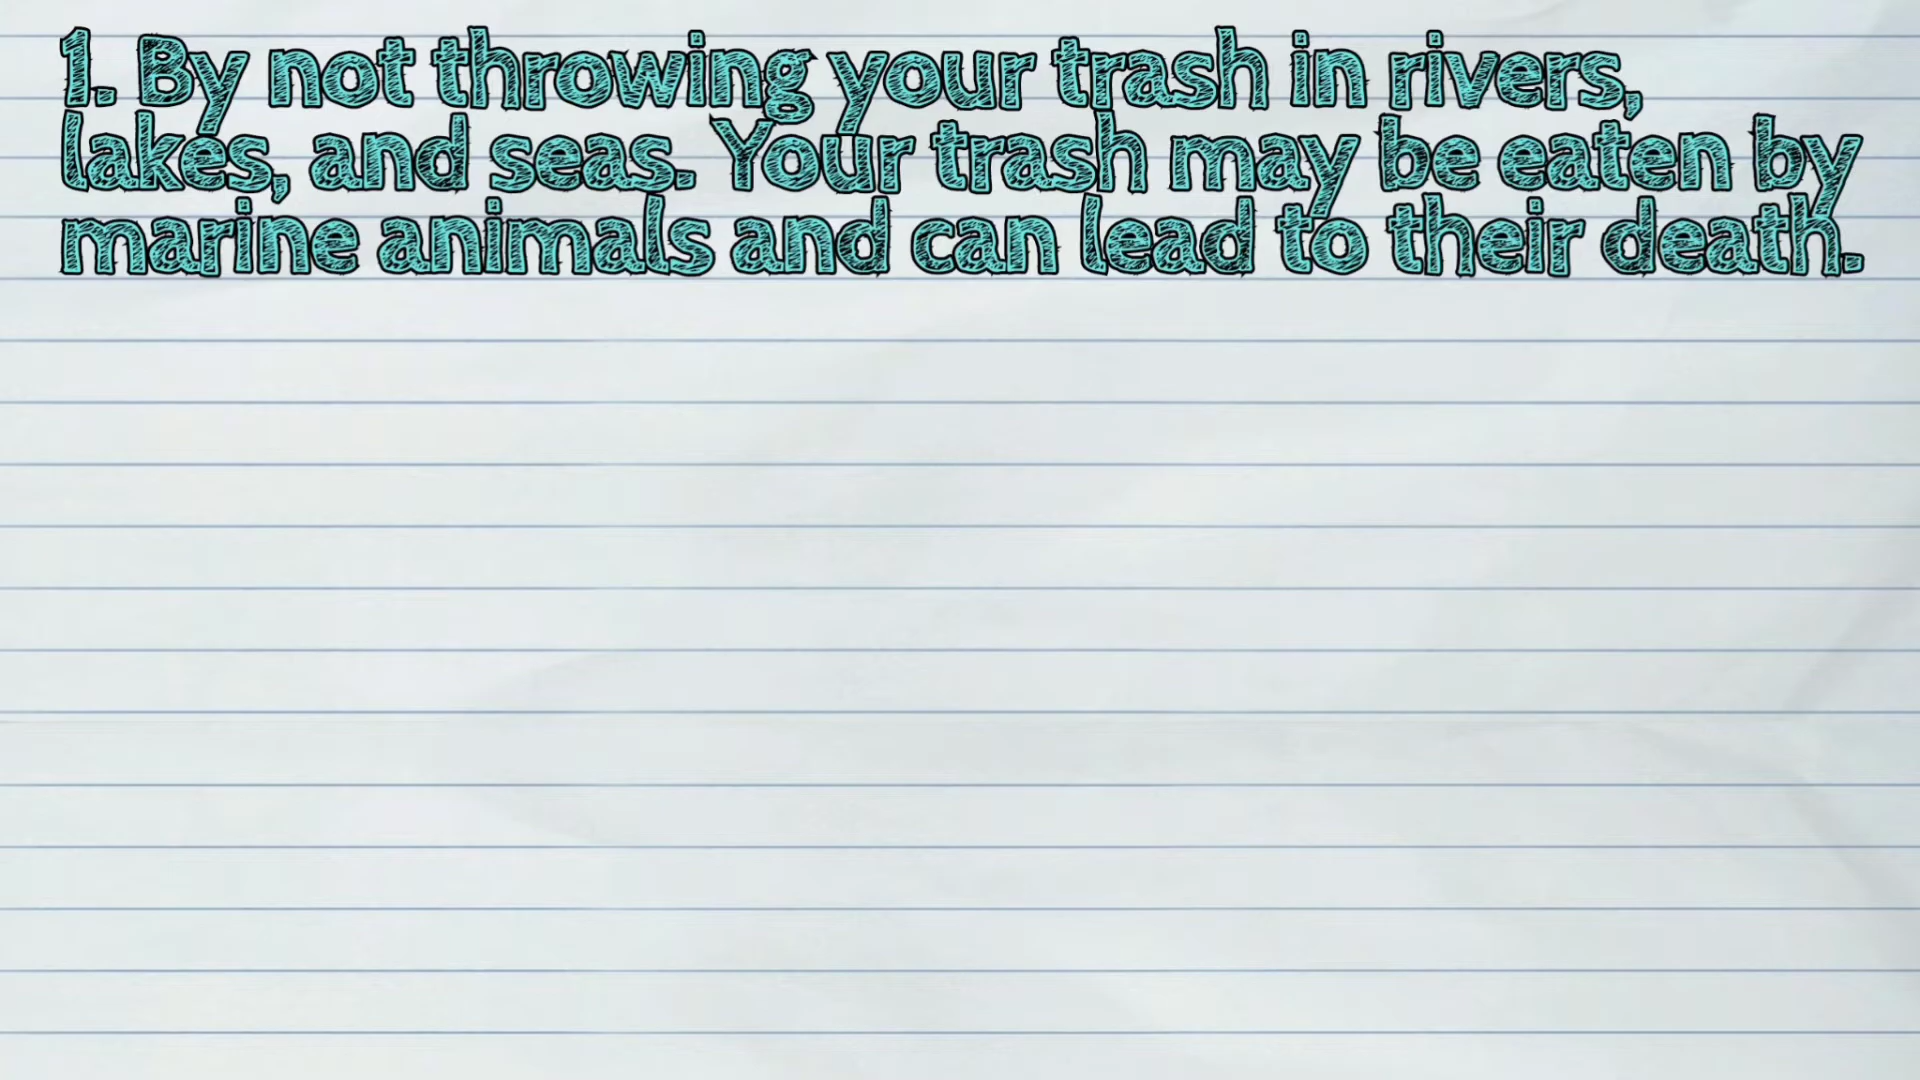 1. By not throwing your trash in rivers,
lakes, and seas. Your trash may be eaten by
marine animals and can lead to their death.